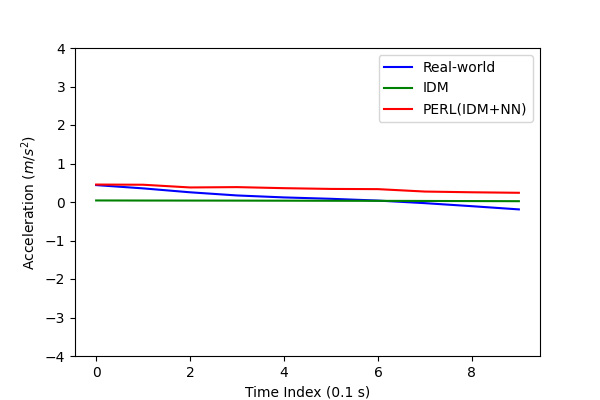 Real-world
IDM
PERL(IDM+NN)
4
3
2
1
0
−1
−2
−3
−4
Acceleration (m/s²)
0 2 4 6 8
Time Index (0.1 s)